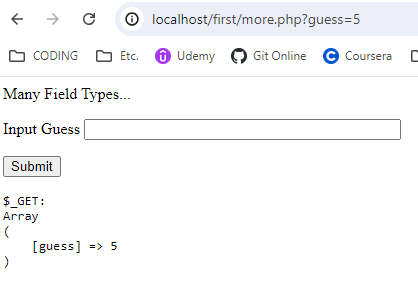 localhost/first/more.php?guess=5
CODING Etc. Udemy Git Online Coursera
Many Field Types...
Input Guess
Submit
$_GET:
Array
(
    [guess] => 5
)